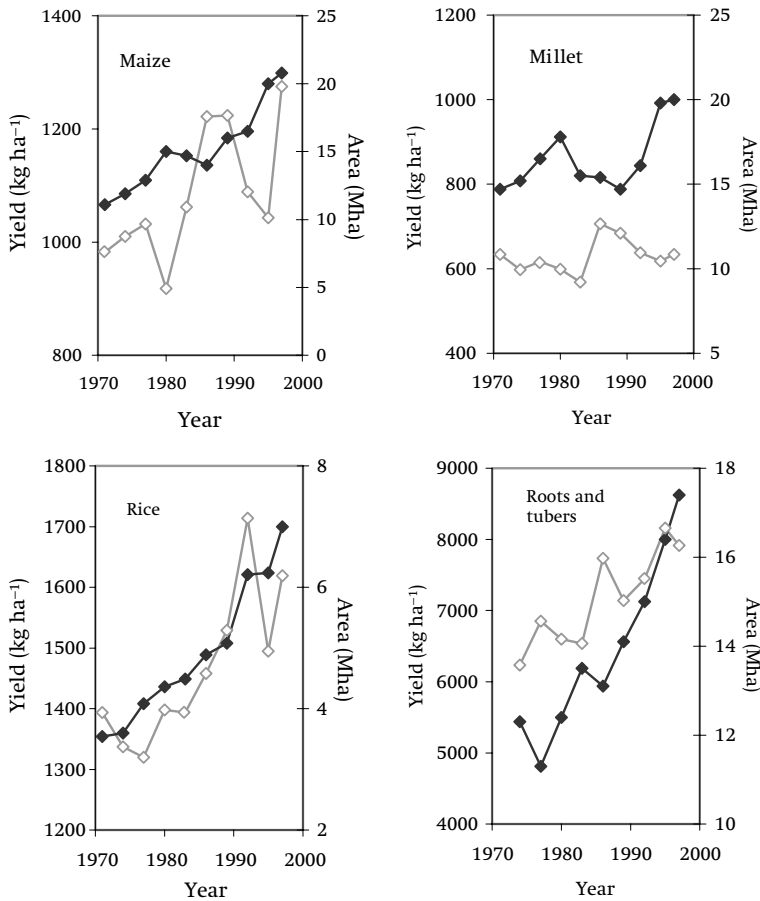 Maize
Yield (kg ha⁻¹)
1400
1200
1000
800
Area (Mha)
25
20
15
10
5
0
1970 1980 1990 2000
Year
Millet
Yield (kg ha⁻¹)
1200
1000
800
600
400
Area (Mha)
25
20
15
10
5
1970 1980 1990 2000
Year
Rice
Yield (kg ha⁻¹)
1800
1700
1600
1500
1400
1300
1200
Area (Mha)
8
6
4
2
1970 1980 1990 2000
Year
Roots and
tubers
Yield (kg ha⁻¹)
9000
8000
7000
6000
5000
4000
Area (Mha)
18
16
14
12
10
1970 1980 1990 2000
Year